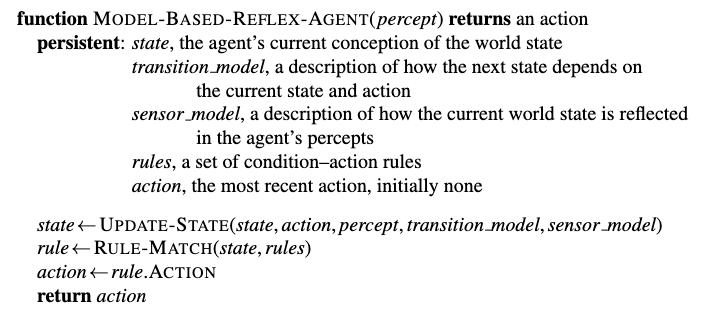 function MODEL-BASED-REFLEX-AGENT(percept) returns an action
persistent: state, the agent's current conception of the world state
transition_model, a description of how the next state depends on
the current state and action
sensor_model, a description of how the current world state is reflected
in the agent's percepts
rules, a set of condition–action rules
action, the most recent action, initially none
state←UPDATE-STATE(state, action, percept, transition_model, sensor_model)
rule←RULE-MATCH(state, rules)
action←rule.ACTION
return action